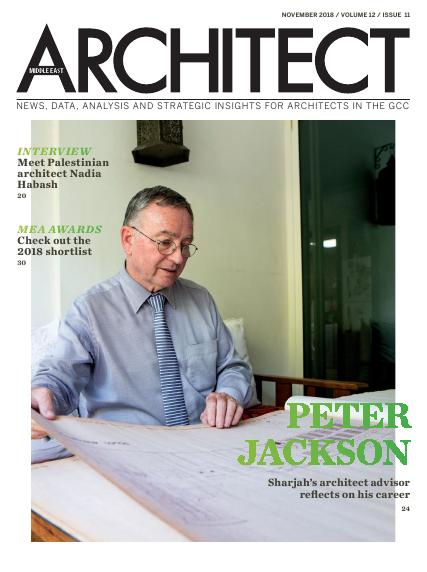 NOVEMBER 2018 / VOLUME 12 / ISSUE 11
ARCHITECT
MIDDLE EAST
NEWS, DATA, ANALYSIS AND STRATEGIC INSIGHTS FOR ARCHITECTS IN THE GCC
INTERVIEW
Meet Palestinian
architect Nadia
Habash
20
MEA AWARDS
Check out the
2018 shortlist
30
PETER
JACKSON
Sharjah's architect advisor
reflects on his career
24